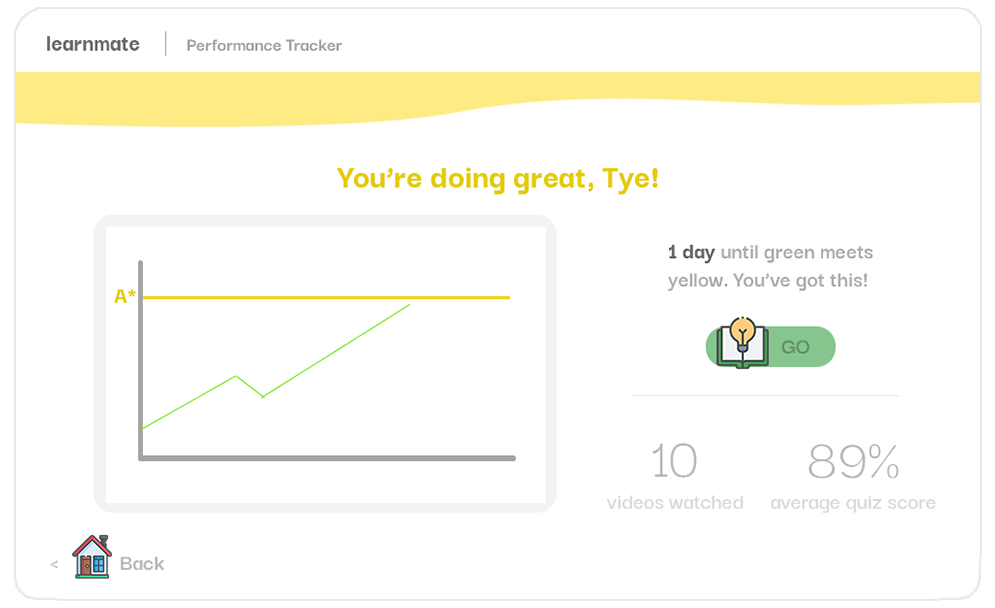 learnmate
Performance Tracker
You’re doing great, Tye!
A*
1 day until green meets
yellow. You’ve got this!
GO
10
videos watched
89%
average quiz score
< Back